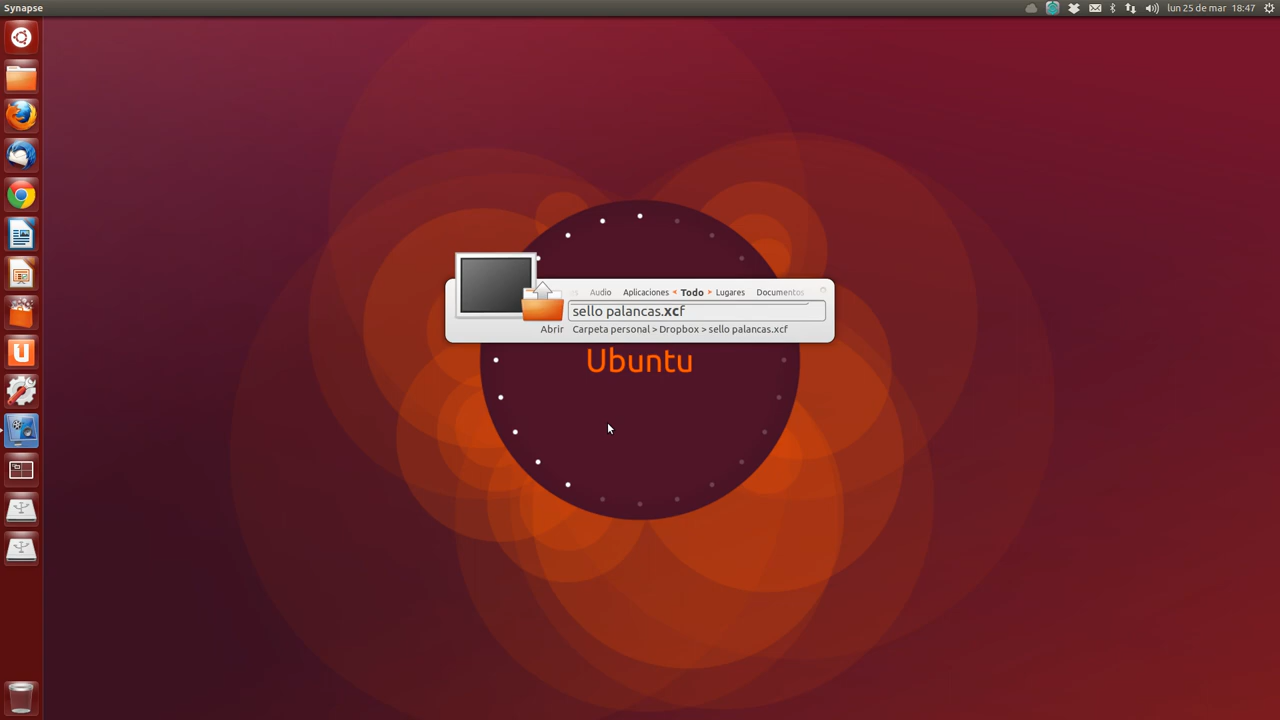 Synapse
lun 25 de mar 18:47
Audio Aplicaciones < Todo > Lugares Documentos
sello palancas.xcf
Abrir Carpeta personal > Dropbox > sello palancas.xcf
Ubuntu